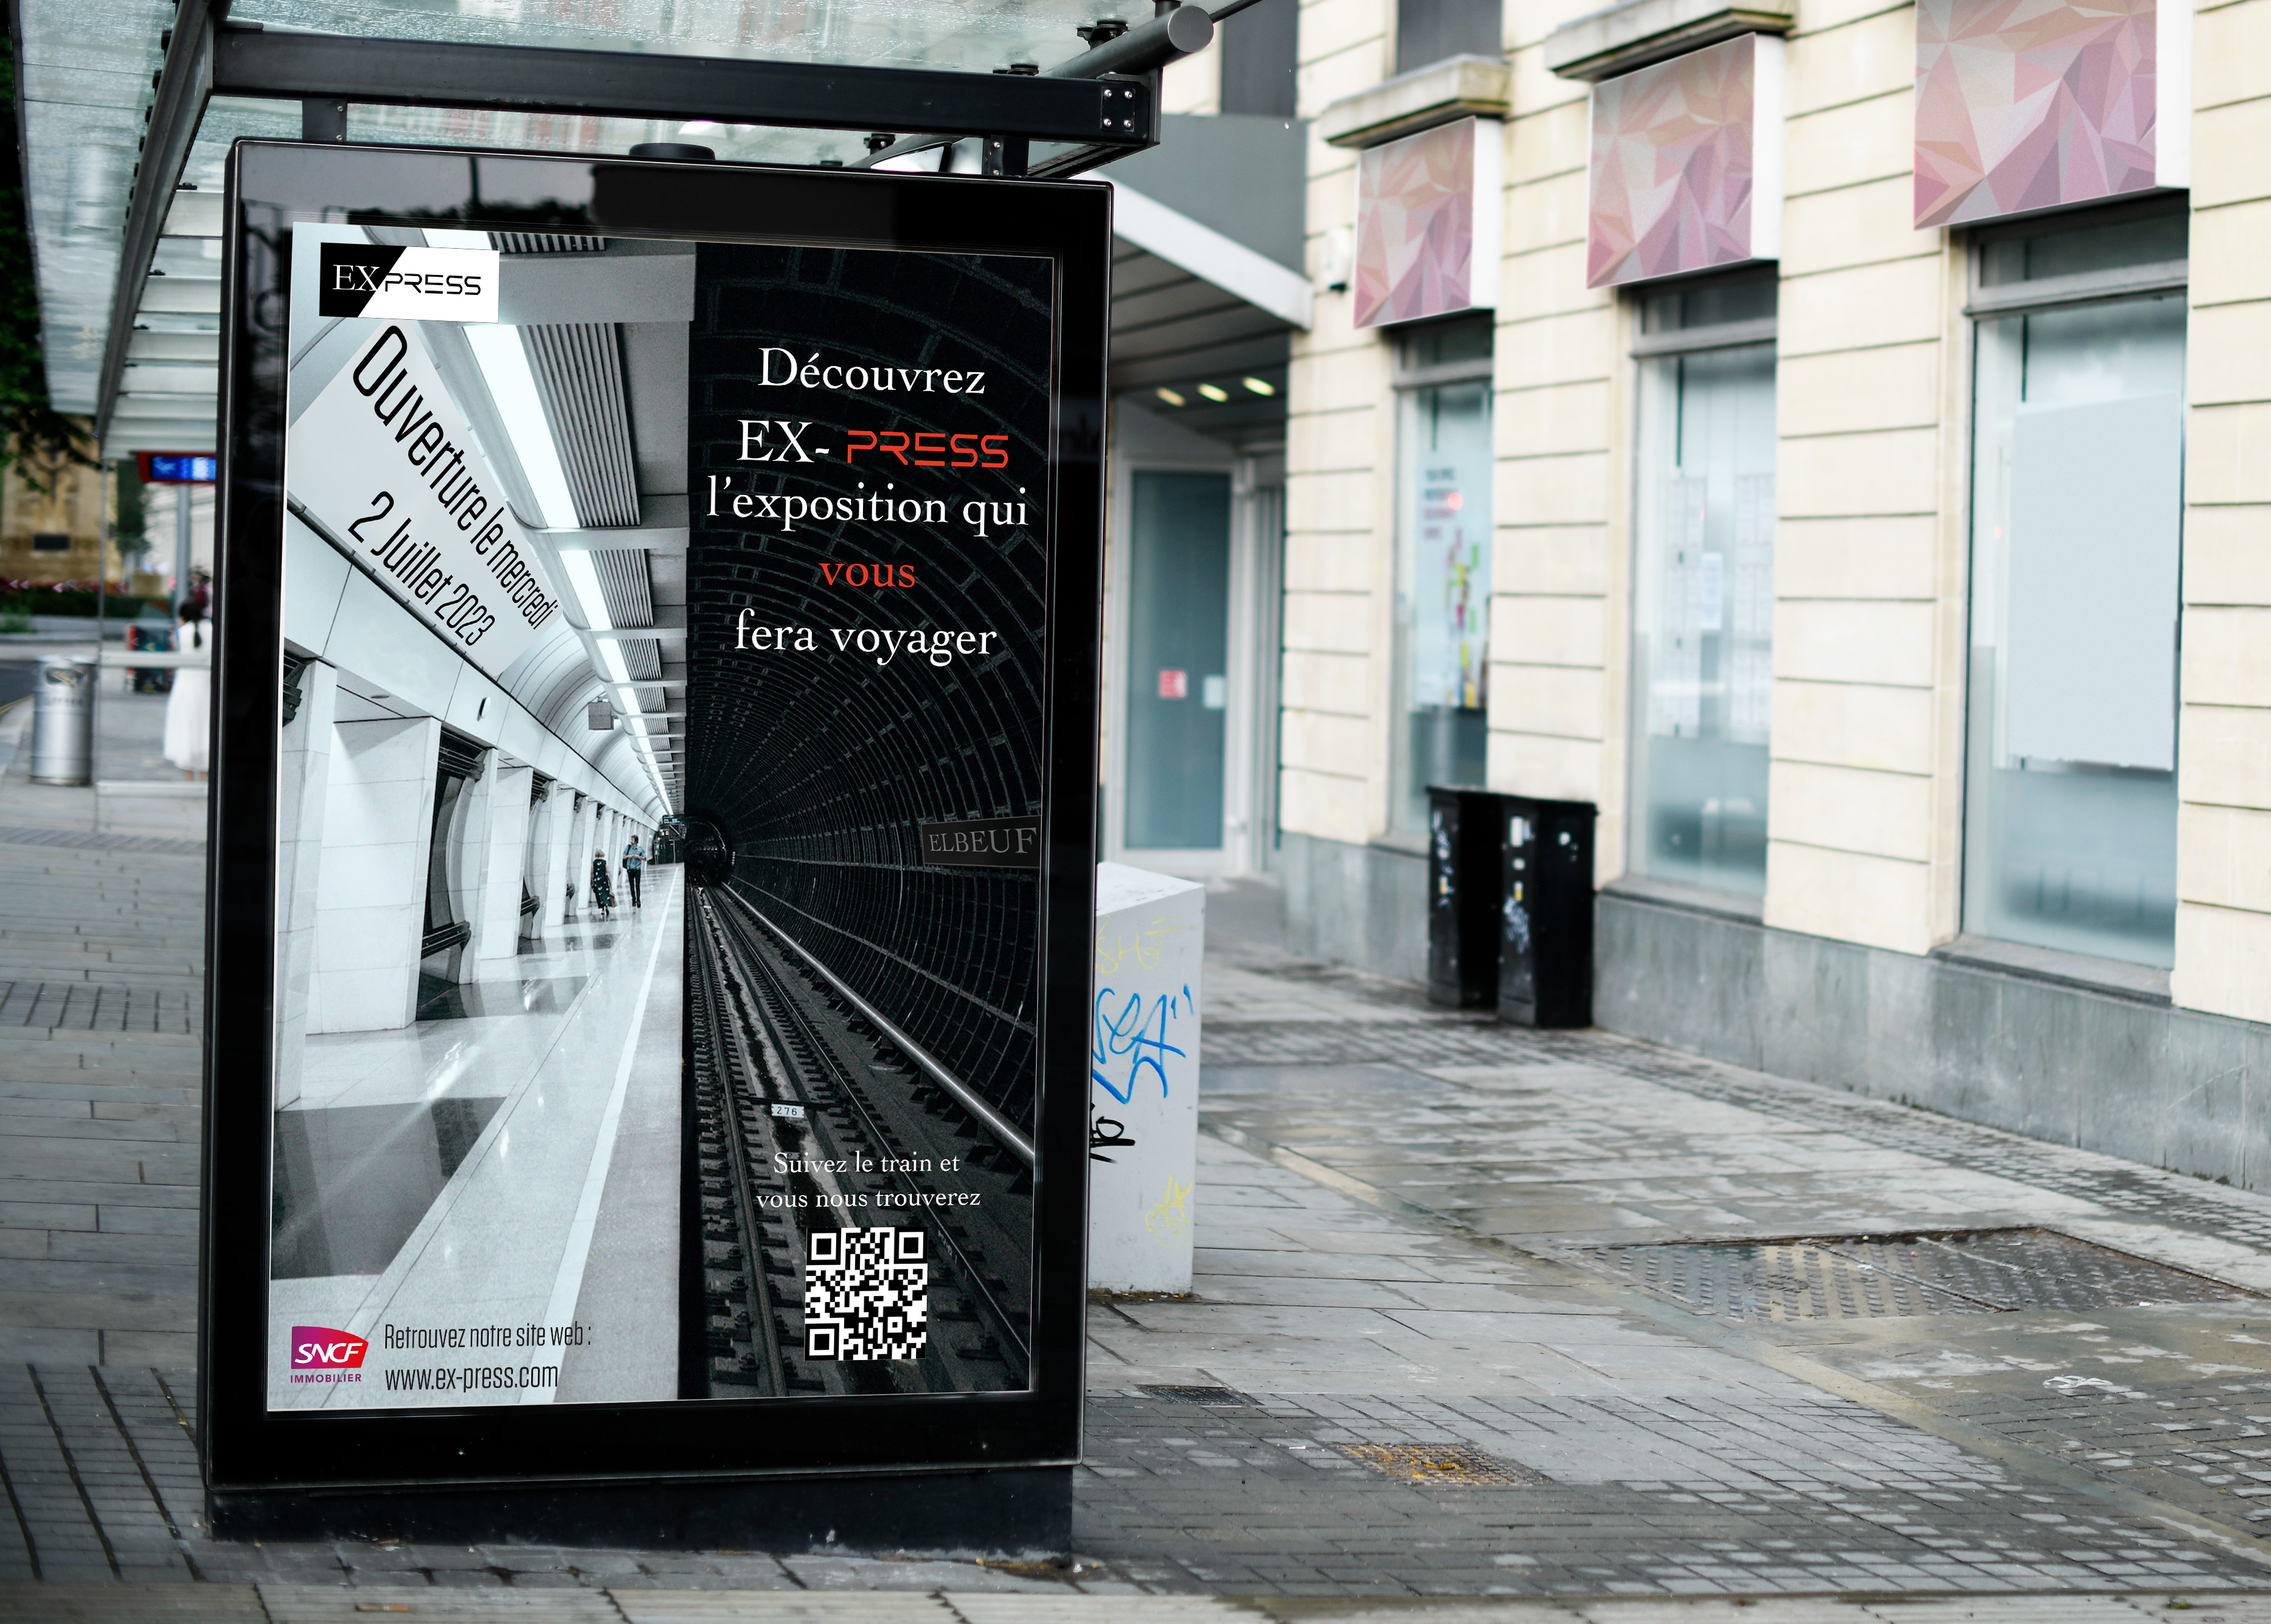 EXPRESS
Ouverture le mercredi
2 Juillet 2023
Découvrez
EX- PRESS
l’exposition qui
vous
fera voyager
ELBEUF
276
Suivez le train et
vous nous trouverez
SNCF
IMMOBILIER
Retrouvez notre site web :
www.ex-press.com